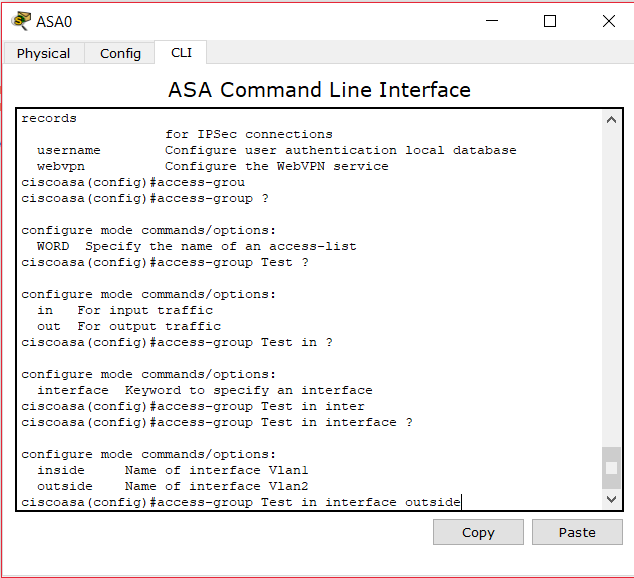 ASA0
Physical Config CLI
ASA Command Line Interface
records
for IPSec connections
username Configure user authentication local database
webvpn Configure the WebVPN service
ciscoasa(config)#access-grou
ciscoasa(config)#access-group ?
configure mode commands/options:
WORD Specify the name of an access-list
ciscoasa(config)#access-group Test ?
configure mode commands/options:
in For input traffic
out For output traffic
ciscoasa(config)#access-group Test in ?
configure mode commands/options:
interface Keyword to specify an interface
ciscoasa(config)#access-group Test in inter
ciscoasa(config)#access-group Test in interface ?
configure mode commands/options:
inside Name of interface Vlan1
outside Name of interface Vlan2
ciscoasa(config)#access-group Test in interface outside
Copy Paste